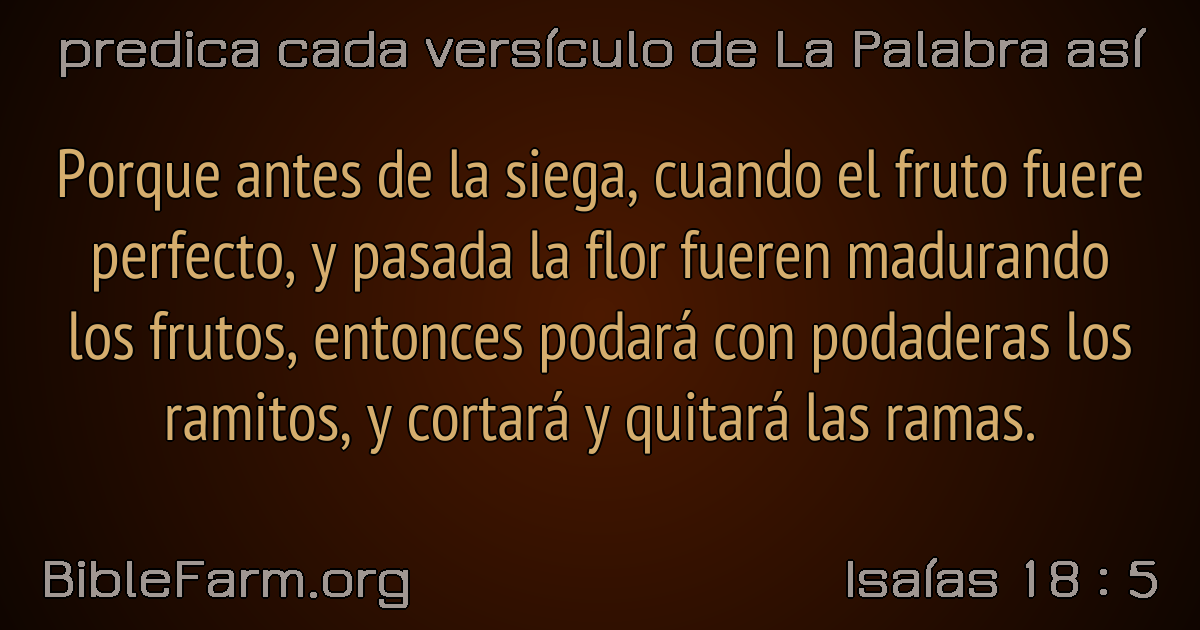 predica cada versículo de La Palabra así
Porque antes de la siega, cuando el fruto fuere
perfecto, y pasada la flor fueren madurando
los frutos, entonces podará con podaderas los
ramitos, y cortará y quitará las ramas.
BibleFarm.org
Isaías 18 : 5